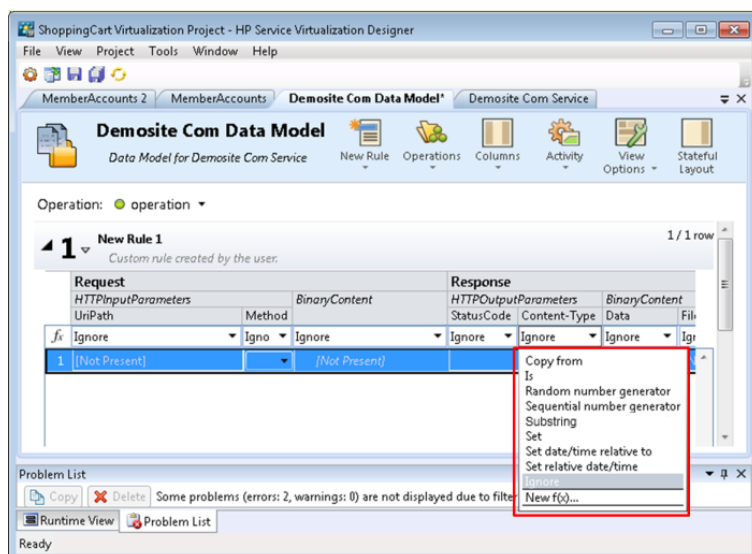 ShoppingCart Virtualization Project - HP Service Virtualization Designer
File View Project Tools Window Help
MemberAccounts 2 MemberAccounts Demosite Com Data Model* Demosite Com Service
Demosite Com Data Model
Data Model for Demosite Com Service
New Rule Operations Columns Activity View Options Stateful Layout
Operation: operation
1 New Rule 1 1 / 1 row
Custom rule created by the user.
Request Response
HTTPInputParameters BinaryContent HTTPOutputParameters BinaryContent
UriPath Method StatusCode Content-Type Data Fil
fx Ignore Igno Ignore Ignore Ignore Ignore Igr
1 [Not Present] [Not Present]
Copy from
Is
Random number generator
Sequential number generator
Substring
Set
Set date/time relative to
Set relative date/time
Ignore
New f(x)...
Problem List
Copy Delete Some problems (errors: 2, warnings: 0) are not displayed due to filte
Runtime View Problem List
Ready